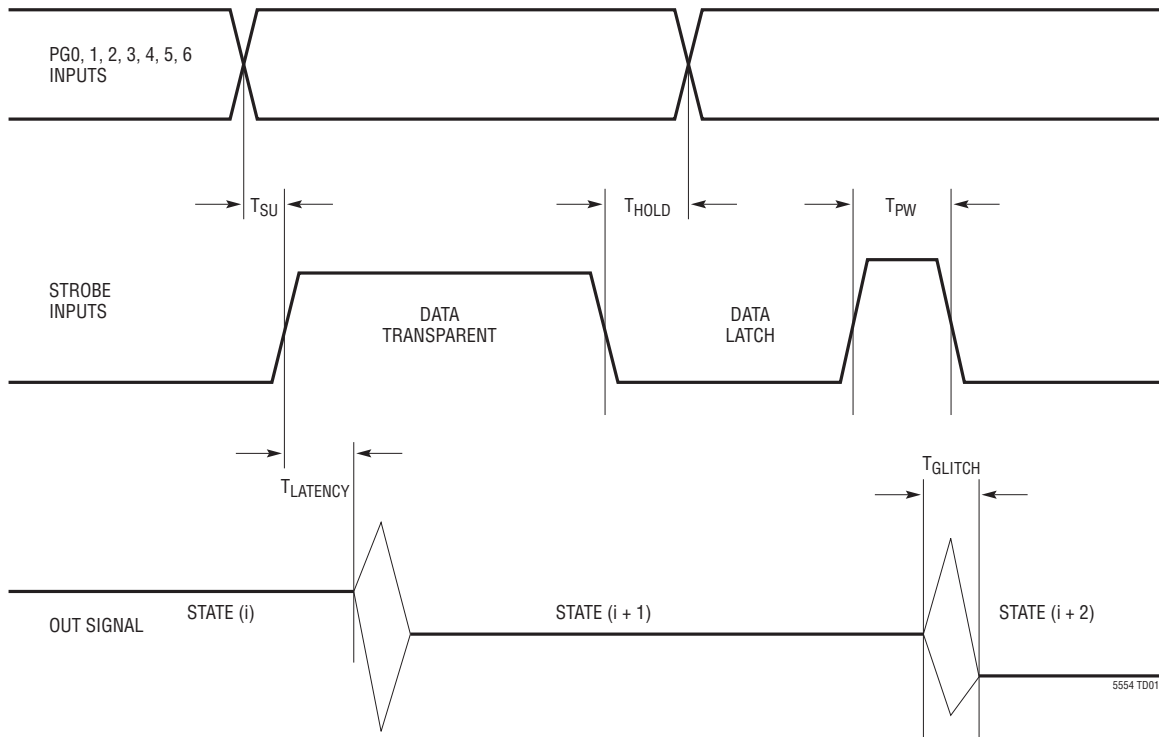 PG0, 1, 2, 3, 4, 5, 6
INPUTS
TSU
THOLD
TPW
STROBE
INPUTS
DATA
TRANSPARENT
DATA
LATCH
TLATENCY
TGLITCH
OUT SIGNAL
STATE (i)
STATE (i + 1)
STATE (i + 2)
5554 TD01